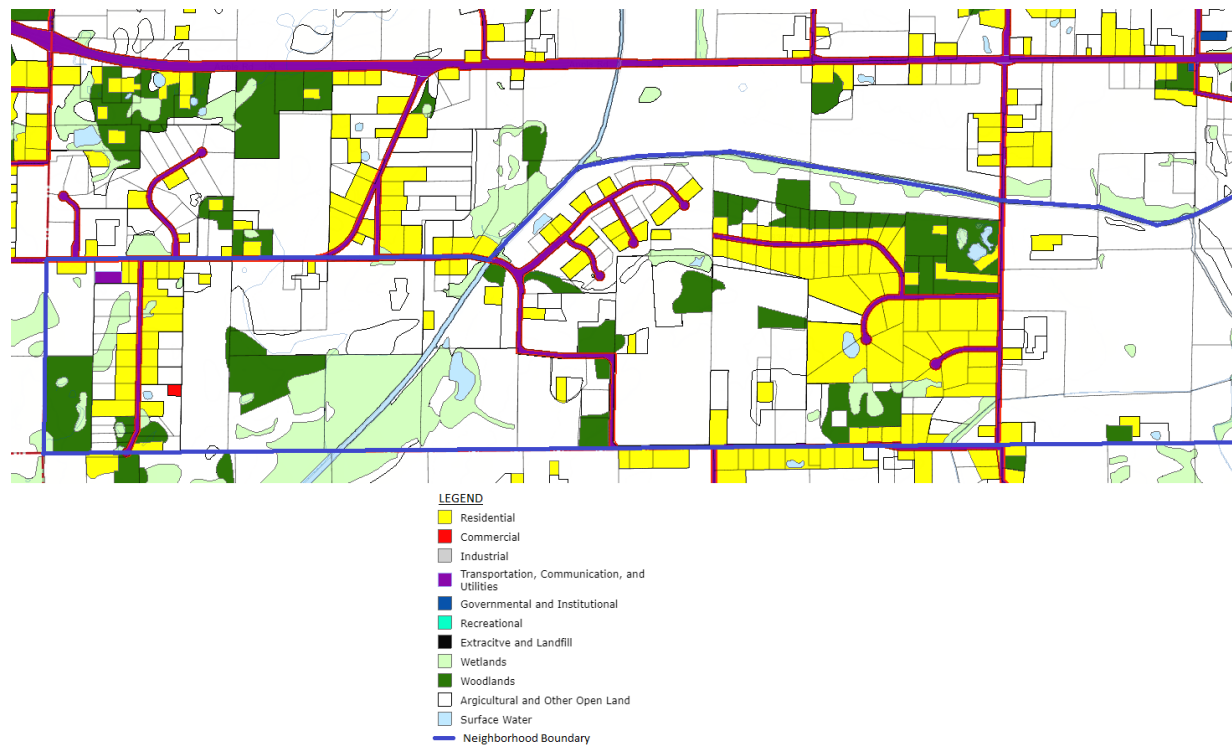 LEGEND
Residential
Commercial
Industrial
Transportation, Communication, and
Utilities
Governmental and Institutional
Recreational
Extracitve and Landfill
Wetlands
Woodlands
Argicultural and Other Open Land
Surface Water
Neighborhood Boundary